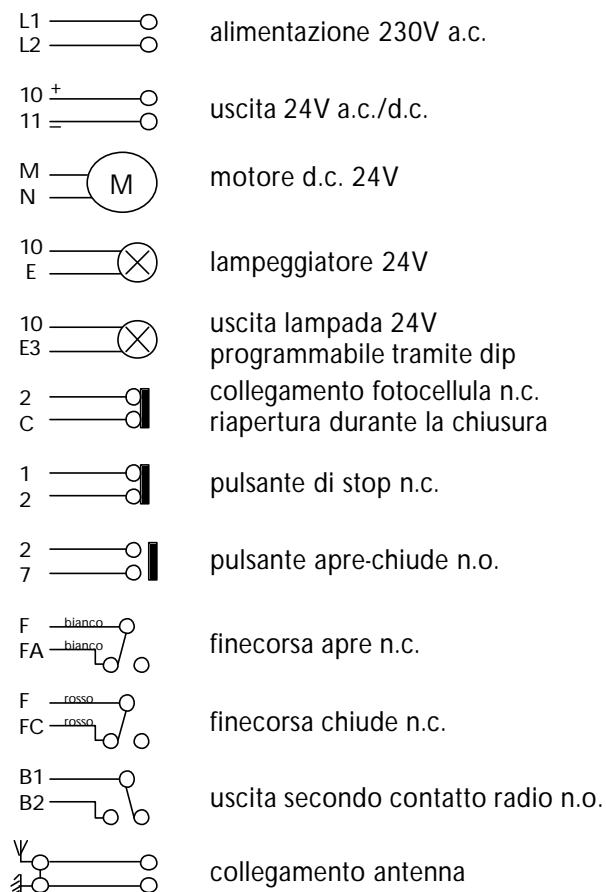 L1
L2
alimentazione 230V a.c.
10 +
11 –
uscita 24V a.c./d.c.
M
N
M
motore d.c. 24V
10
E
lampeggiatore 24V
10
E3
uscita lampada 24V
programmabile tramite dip
2
C
collegamento fotocellula n.c.
riapertura durante la chiusura
1
2
pulsante di stop n.c.
2
7
pulsante apre-chiude n.o.
F bianco
FA bianco
finecorsa apre n.c.
F rosso
FC rosso
finecorsa chiude n.c.
B1
B2
uscita secondo contatto radio n.o.
collegamento antenna